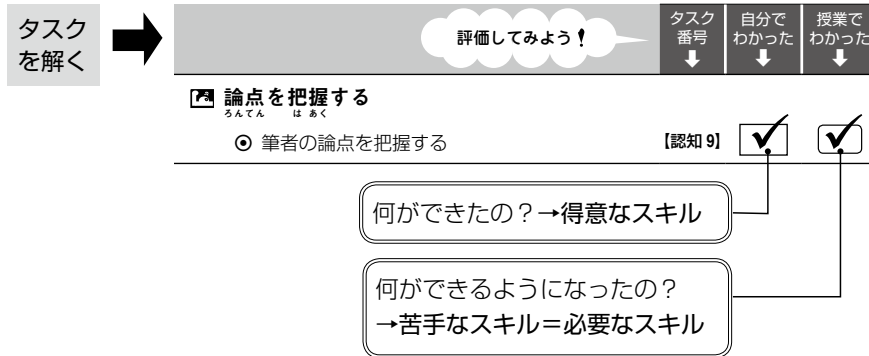 タスク
を解く
評価してみよう！
タスク
番号
⬇
自分で
わかった
⬇
授業で
わかった
⬇
論点を把握する
ろんてん は あく
⦿ 筆者の論点を把握する
【認知 9】
何ができたの？→得意なスキル
何ができるようになったの？
→苦手なスキル＝必要なスキル